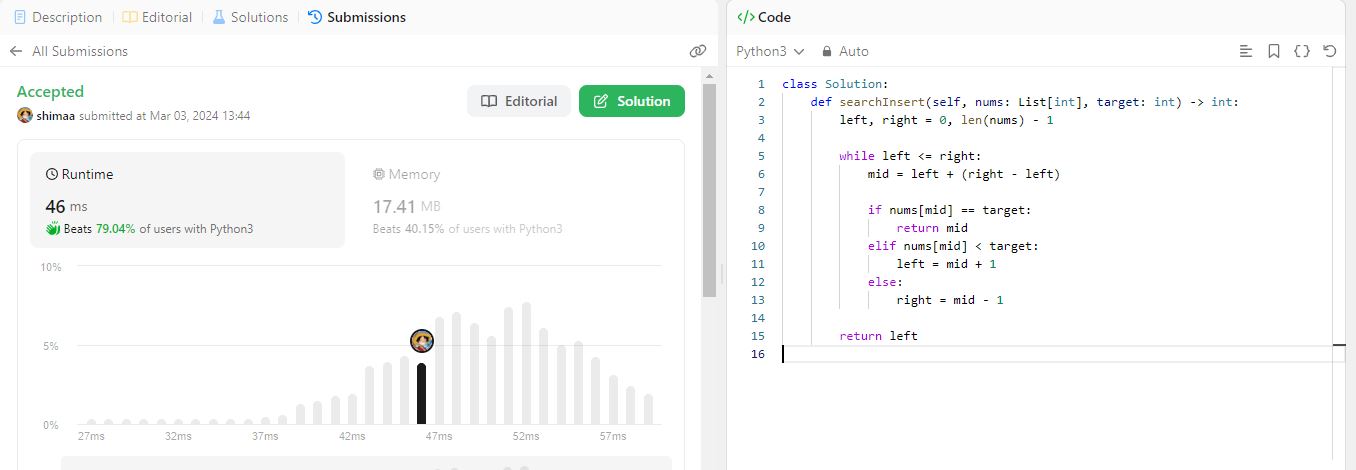 Description Editorial Solutions Submissions
All Submissions
Accepted
shimaa submitted at Mar 03, 2024 13:44
Editorial
Solution
Runtime
46 ms
Beats 79.04% of users with Python3
Memory
17.41 MB
Beats 40.15% of users with Python3
10%
5%
0%
27ms 32ms 37ms 42ms 47ms 52ms 57ms
</> Code
Python3 Auto
1 class Solution:
2 def searchInsert(self, nums: List[int], target: int) -> int:
3 left, right = 0, len(nums) - 1
4
5 while left <= right:
6 mid = left + (right - left)
7
8 if nums[mid] == target:
9 return mid
10 elif nums[mid] < target:
11 left = mid + 1
12 else:
13 right = mid - 1
14
15 return left
16